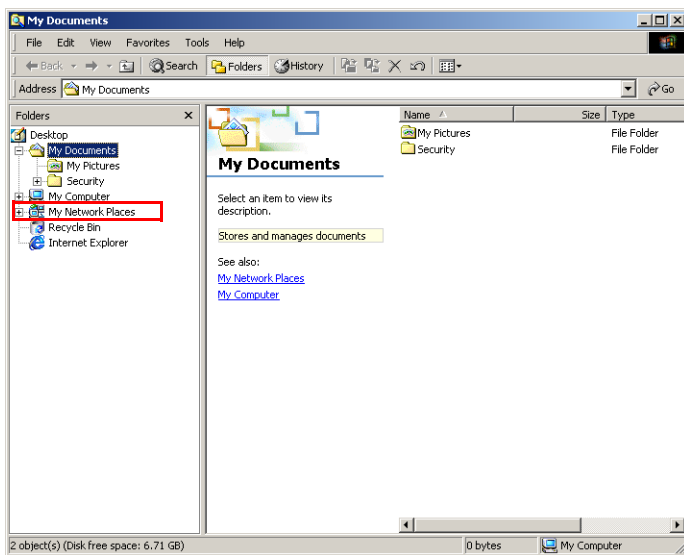 My Documents
File Edit View Favorites Tools Help
Back Search Folders History
Address My Documents Go
Folders
Desktop
My Documents
My Pictures
Security
My Computer
My Network Places
Recycle Bin
Internet Explorer
My Documents
Select an item to view its
description.
Stores and manages documents
See also:
My Network Places
My Computer
Name Size Type
My Pictures File Folder
Security File Folder
2 object(s) (Disk free space: 6.71 GB) 0 bytes My Computer